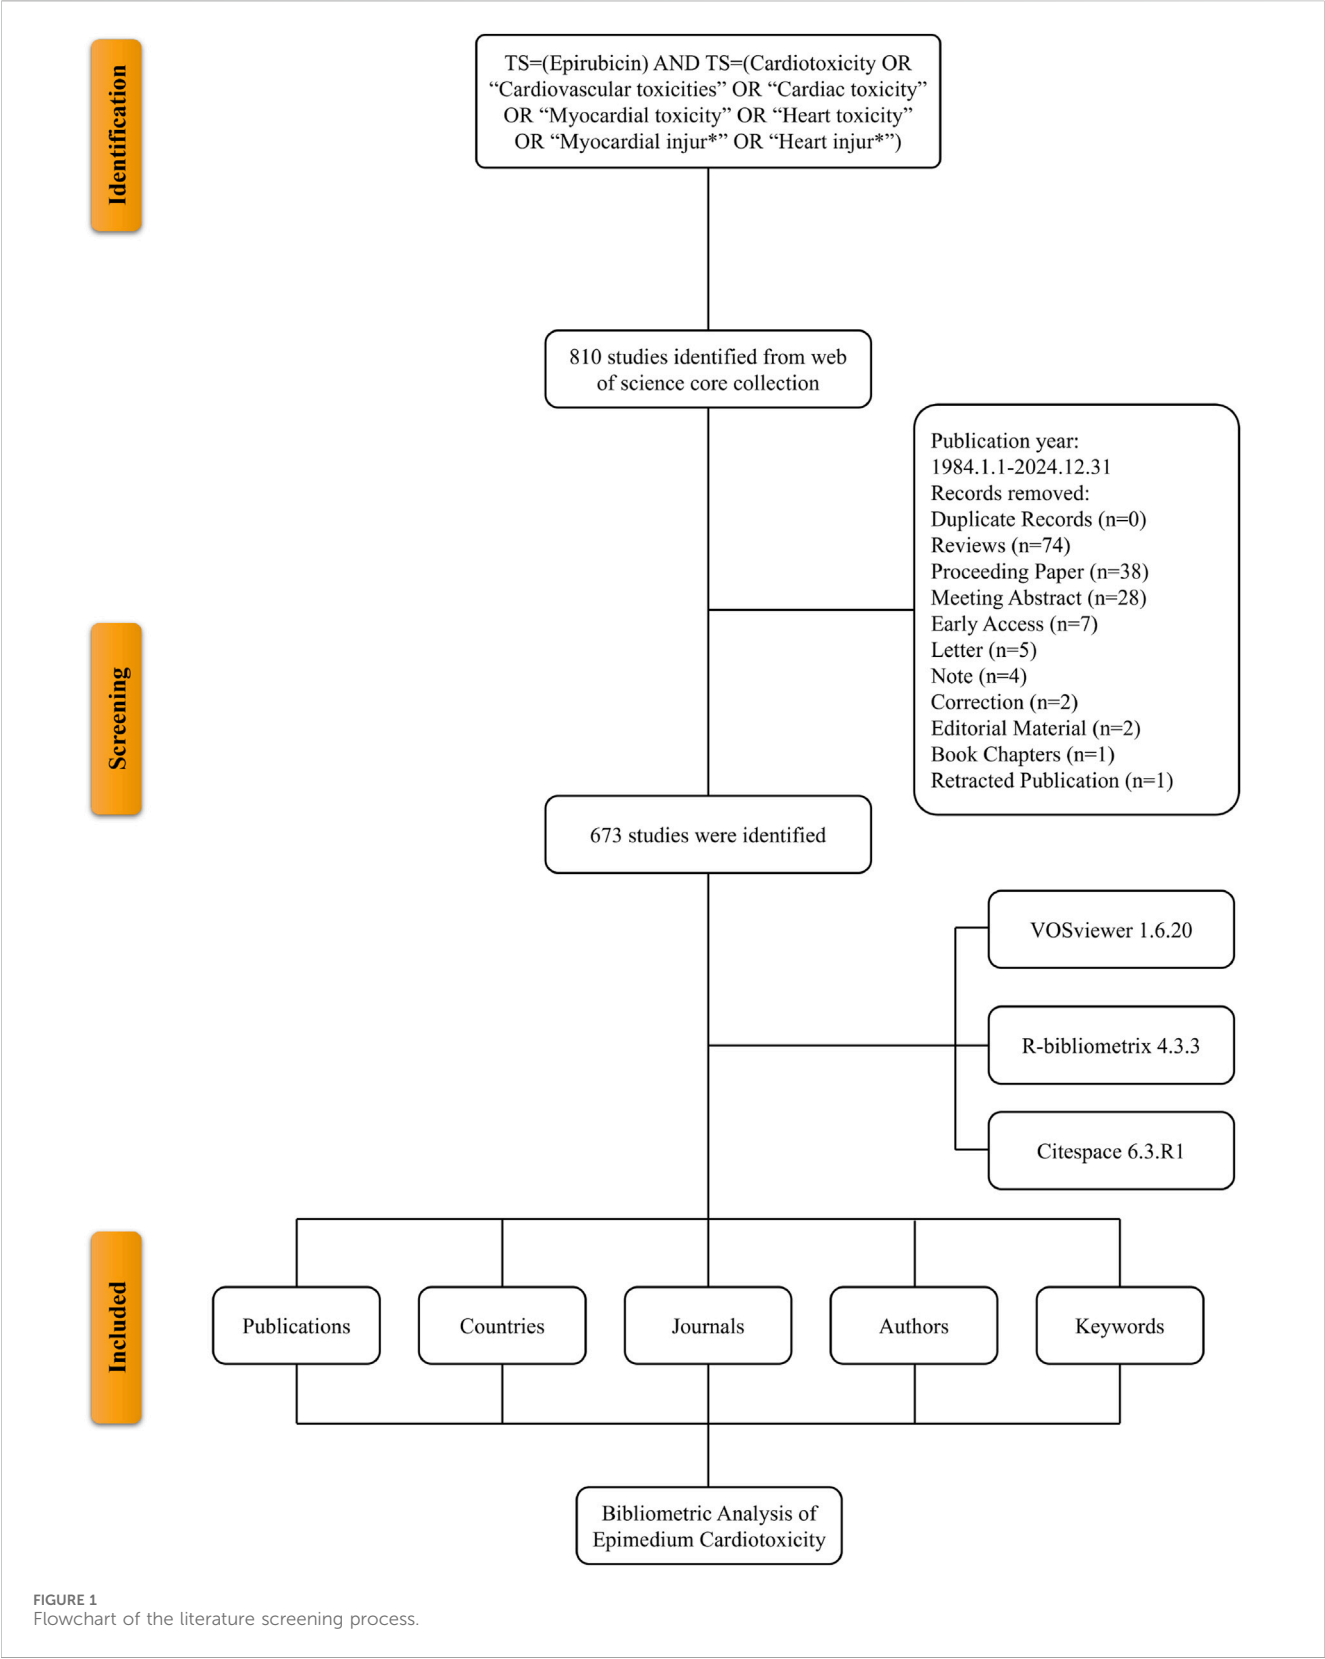 Identification
TS=(Epirubicin) AND TS=(Cardiotoxicity OR
“Cardiovascular toxicities” OR “Cardiac toxicity”
OR “Myocardial toxicity” OR “Heart toxicity”
OR “Myocardial injur*” OR “Heart injur*”)
810 studies identified from web
of science core collection
Publication year:
1984.1.1-2024.12.31
Records removed:
Duplicate Records (n=0)
Reviews (n=74)
Proceeding Paper (n=38)
Meeting Abstract (n=28)
Early Access (n=7)
Letter (n=5)
Note (n=4)
Correction (n=2)
Editorial Material (n=2)
Book Chapters (n=1)
Retracted Publication (n=1)
Screening
673 studies were identified
VOSviewer 1.6.20
R-bibliometrix 4.3.3
Citespace 6.3.R1
Included
Publications
Countries
Journals
Authors
Keywords
Bibliometric Analysis of
Epimedium Cardiotoxicity
FIGURE 1
Flowchart of the literature screening process.